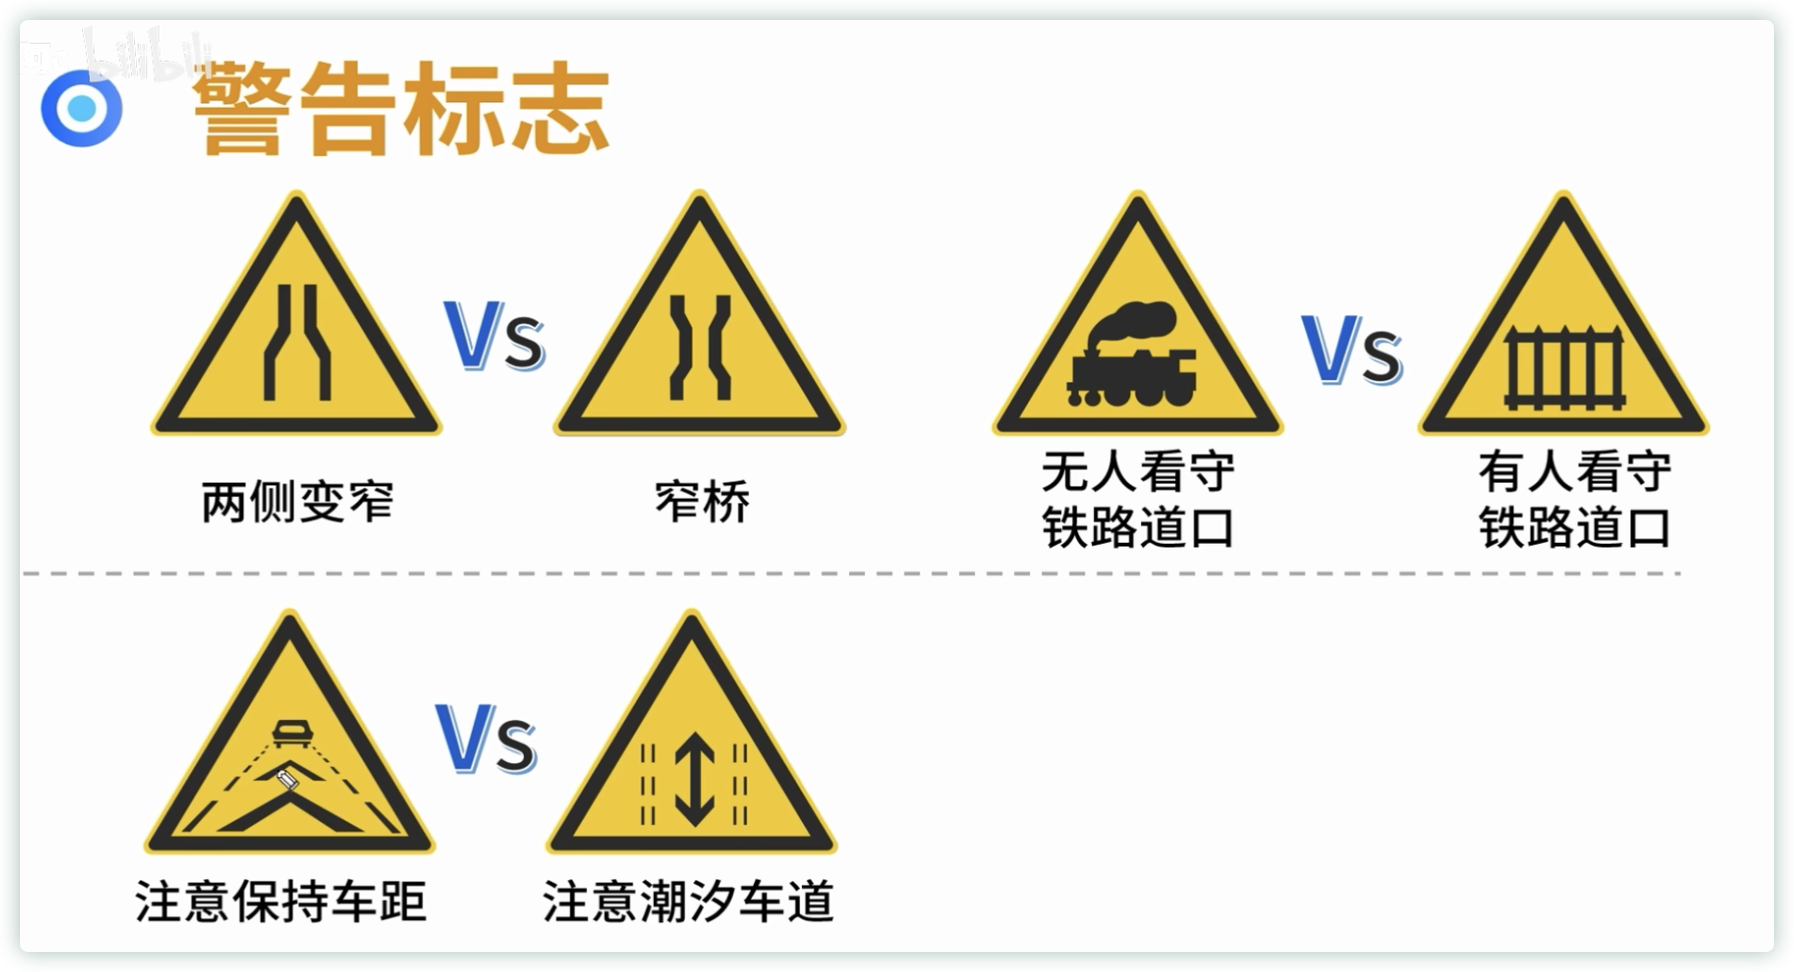 bilibili
警告标志
Vs
Vs
两侧变窄
窄桥
无人看守
铁路道口
有人看守
铁路道口
Vs
注意保持车距
注意潮汐车道